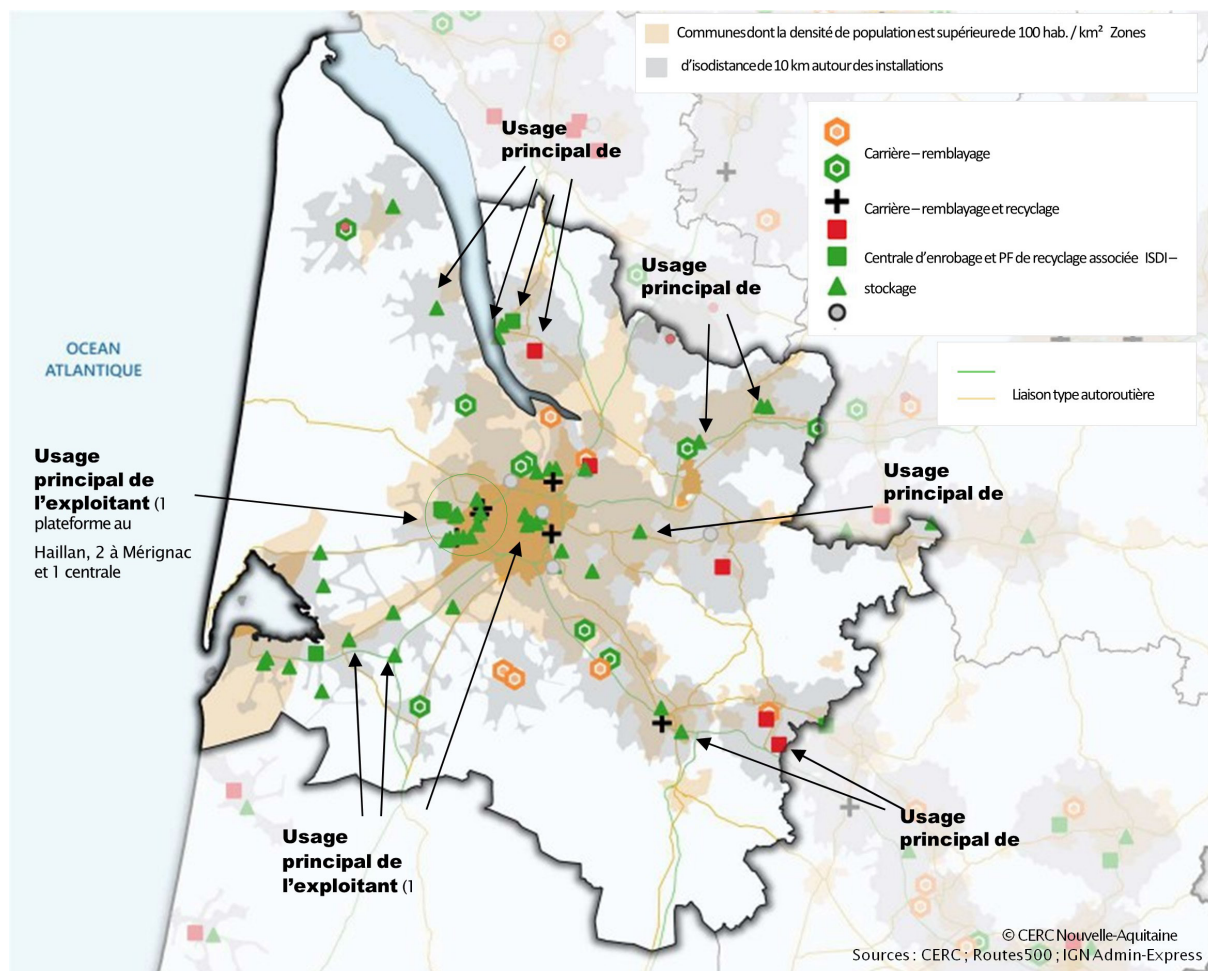 Communes dont la densité de population est supérieure de 100 hab. / km² Zones
d'isodistance de 10 km autour des installations
Carrière – remblayage
Carrière – remblayage et recyclage
Centrale d'enrobage et PF de recyclage associée ISDI –
stockage
Liaison type autoroutière
Usage
principal de
Usage
principal de
OCEAN
ATLANTIQUE
Usage
principal de
l'exploitant (1
plateforme au
Haillan, 2 à Mérignac
et 1 centrale
Usage
principal de
Usage
principal de
l'exploitant (1
Usage
principal de
© CERC Nouvelle-Aquitaine
Sources : CERC ; Routes500 ; IGN Admin-Express